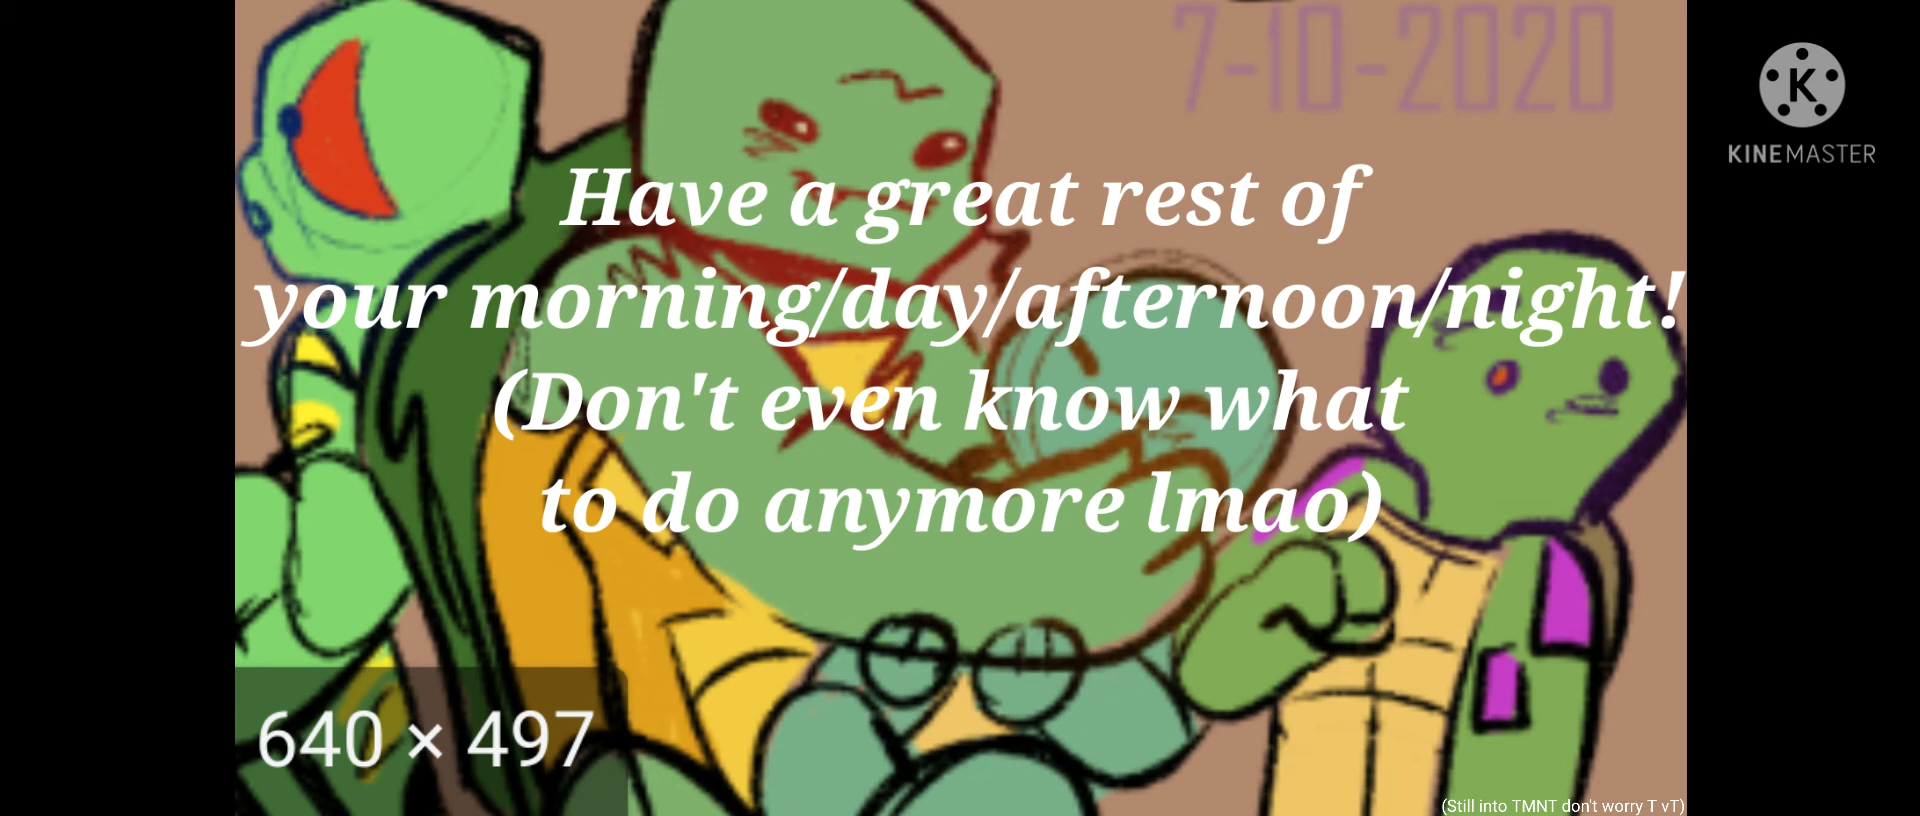 7-10-2020
K
KINEMASTER
Have a great rest of
your morning/day/afternoon/night!
(Don't even know what
to do anymore lmao)
640 × 497
(Still into TMNT don't worry T vT)